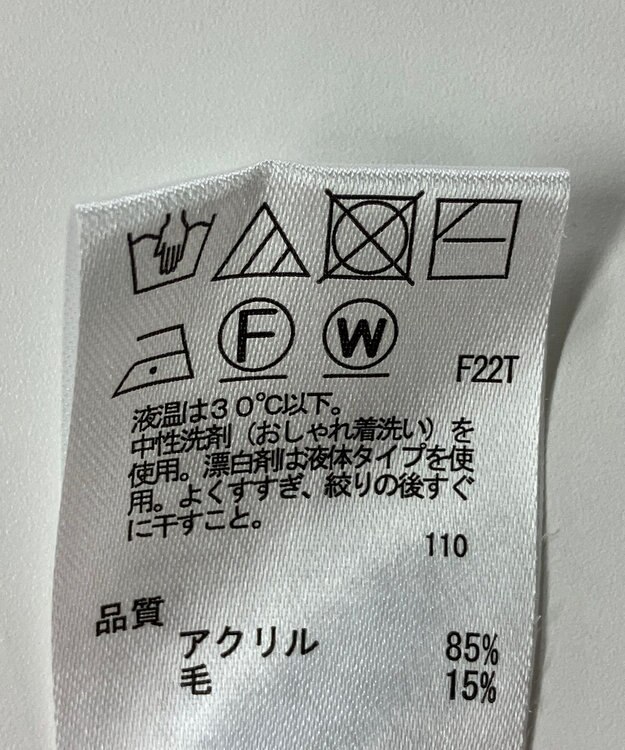 F W F22T
液温は30℃以下。
中性洗剤（おしゃれ着洗い）を
使用。漂白剤は液体タイプを使
用。よくすすぎ、絞りの後すぐ
に干すこと。
110
品質
アクリル 85%
毛 15%